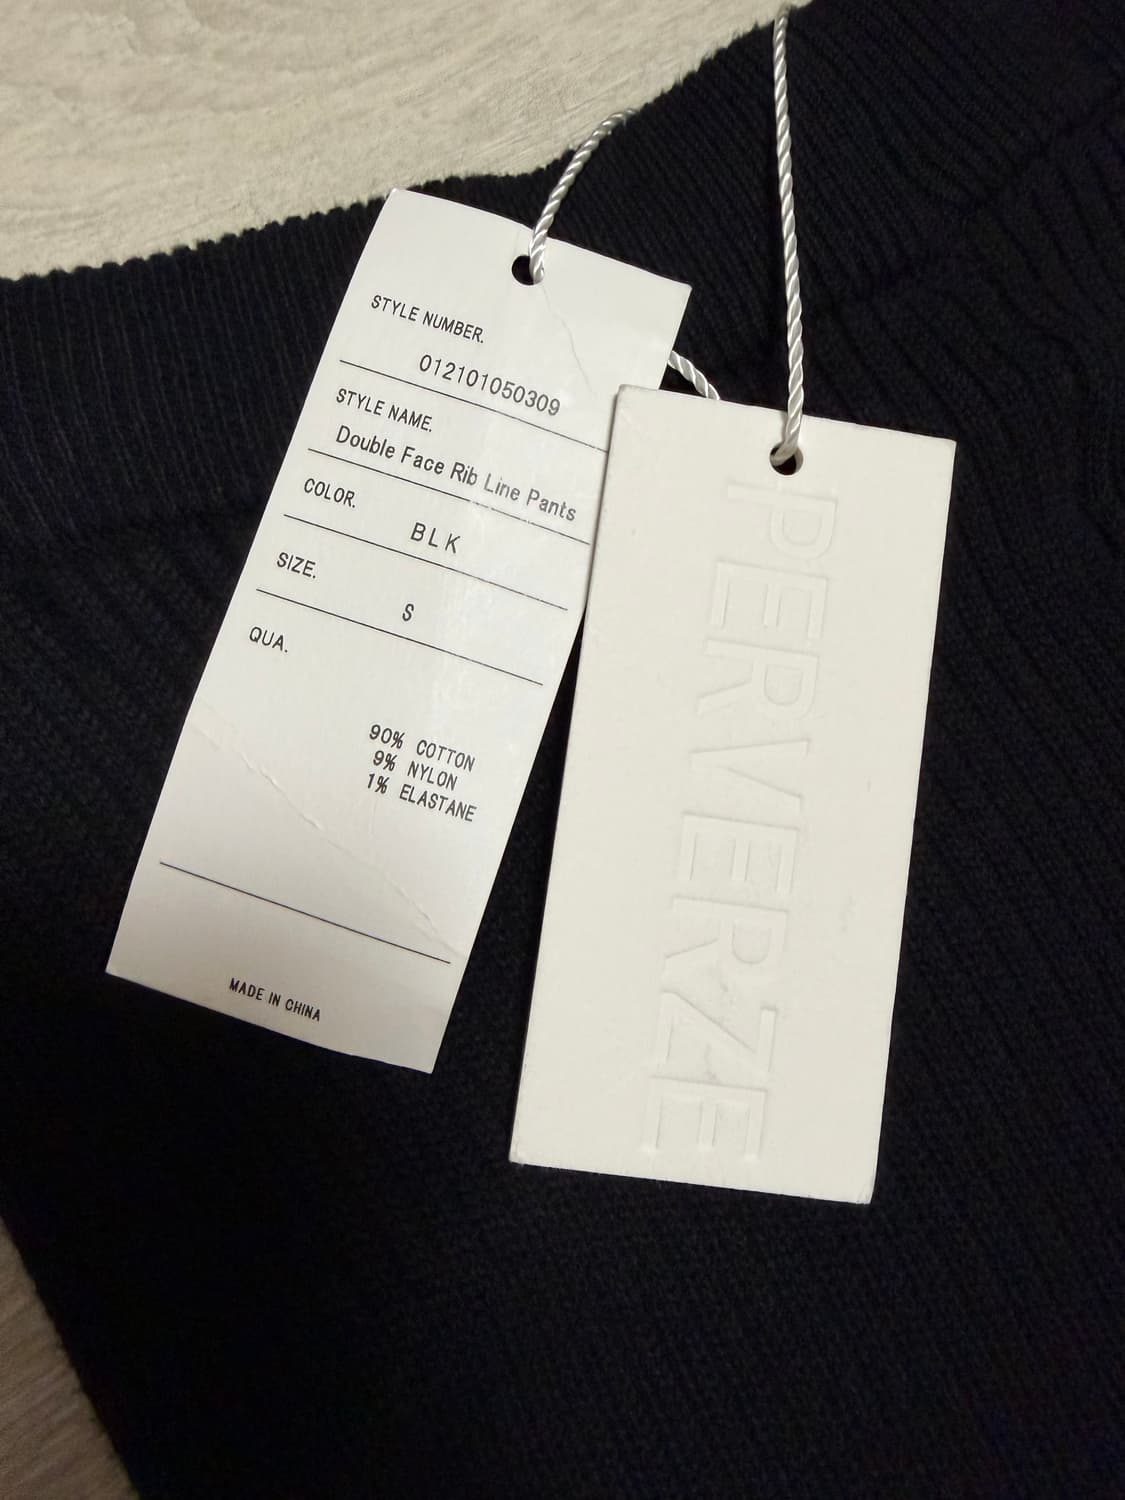 STYLE NUMBER.
012101050309
STYLE NAME.
Double Face Rib Line Pants
COLOR.
BLK
SIZE.
S
QUA.
90% COTTON
9% NYLON
1% ELASTANE
MADE IN CHINA
PERVERZE